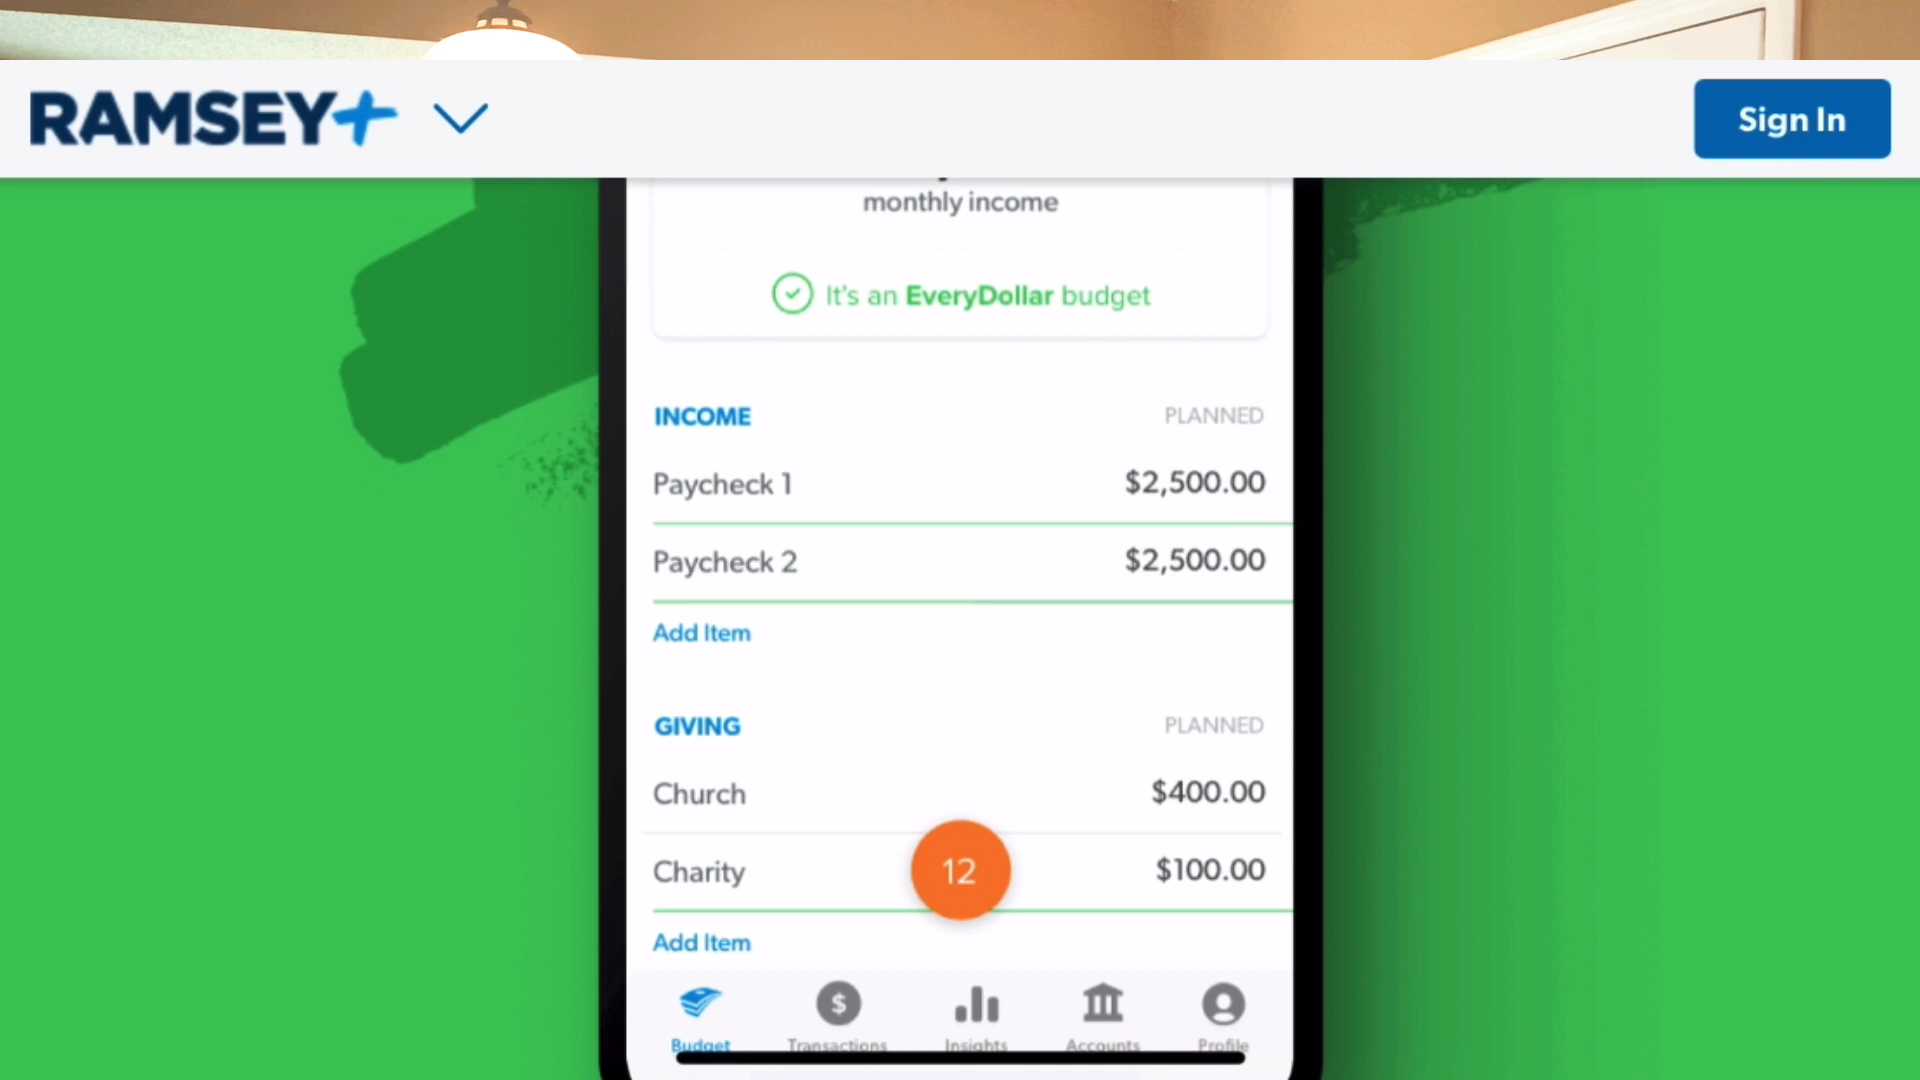 RAMSEY+
Sign In
monthly income
It's an EveryDollar budget
INCOME PLANNED
Paycheck 1 $2,500.00
Paycheck 2 $2,500.00
Add Item
GIVING PLANNED
Church $400.00
Charity 12 $100.00
Add Item
Budget Transactions Insights Accounts Profile